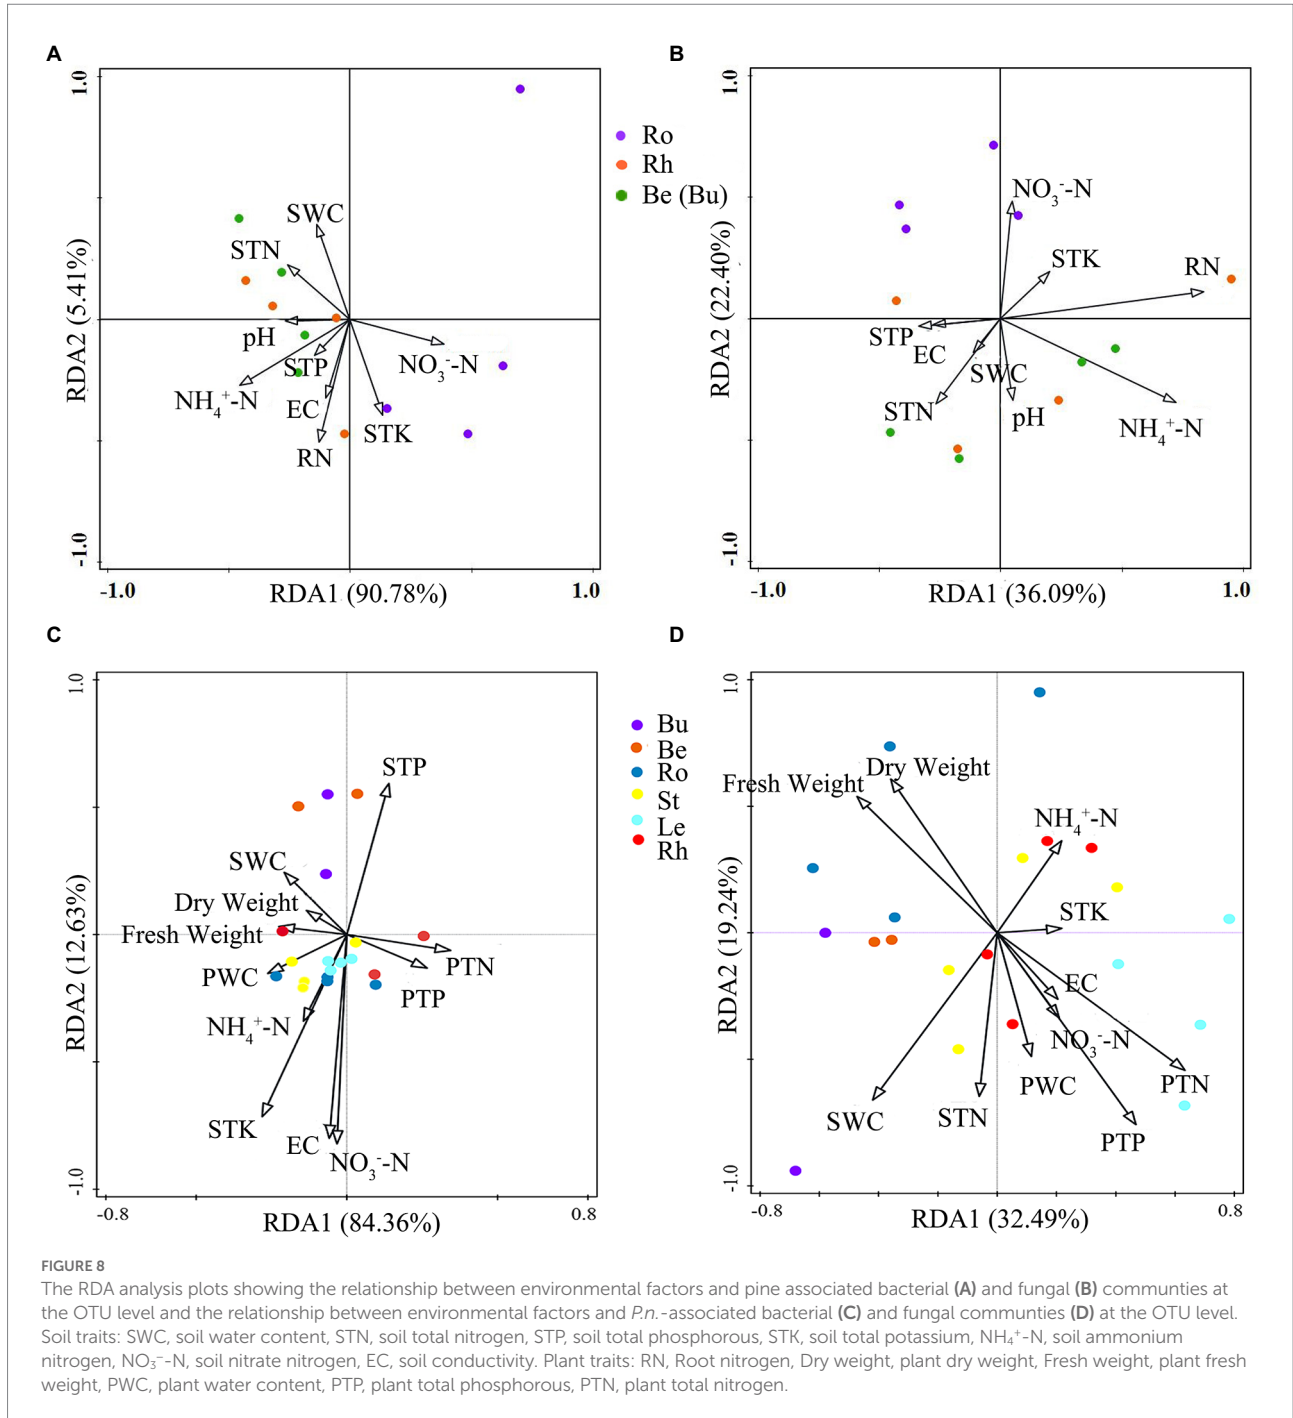 A
1.0
RDA2 (5.41%)
-1.0
SWC
STN
pH
STP
NH₄⁺-N
EC
RN
STK
NO₃⁻-N
-1.0
RDA1 (90.78%)
1.0
Ro
Rh
Be (Bu)
B
1.0
RDA2 (22.40%)
-1.0
NO₃⁻-N
STK
RN
STP
EC
SWC
STN
pH
NH₄⁺-N
-1.0
RDA1 (36.09%)
1.0
C
1.0
RDA2 (12.63%)
-1.0
STP
SWC
Dry Weight
Fresh Weight
PWC
PTN
PTP
NH₄⁺-N
STK
EC
NO₃⁻-N
-0.8
RDA1 (84.36%)
0.8
Bu
Be
Ro
St
Le
Rh
D
1.0
RDA2 (19.24%)
-1.0
Fresh Weight
Dry Weight
NH₄⁺-N
STK
EC
NO₃⁻-N
PWC
PTN
SWC
STN
PTP
-0.8
RDA1 (32.49%)
0.8
FIGURE 8
The RDA analysis plots showing the relationship between environmental factors and pine associated bacterial (A) and fungal (B) communties at
the OTU level and the relationship between environmental factors and P.n.-associated bacterial (C) and fungal communties (D) at the OTU level.
Soil traits: SWC, soil water content, STN, soil total nitrogen, STP, soil total phosphorous, STK, soil total potassium, NH₄⁺-N, soil ammonium
nitrogen, NO₃⁻-N, soil nitrate nitrogen, EC, soil conductivity. Plant traits: RN, Root nitrogen, Dry weight, plant dry weight, Fresh weight, plant fresh
weight, PWC, plant water content, PTP, plant total phosphorous, PTN, plant total nitrogen.